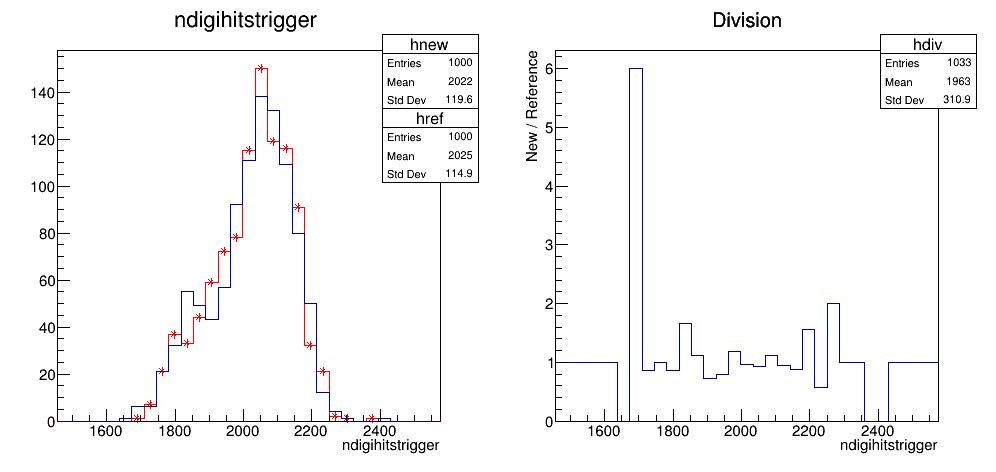 ndigihitstrigger
hnew
Entries 1000
Mean 2022
Std Dev 119.6
href
Entries 1000
Mean 2025
Std Dev 114.9
140
120
100
80
60
40
20
0
1600 1800 2000 2200 2400
ndigihitstrigger
Division
hdiv
Entries 1033
Mean 1963
Std Dev 310.9
New / Reference
6
5
4
3
2
1
0
1600 1800 2000 2200 2400
ndigihitstrigger